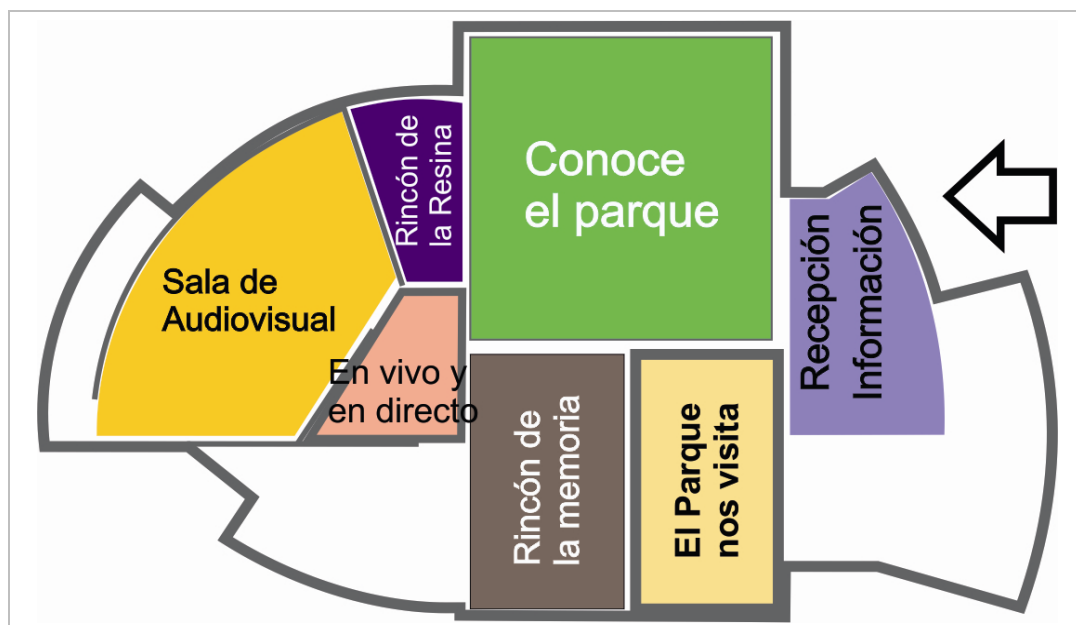 Conoce
el parque
Rincón de
la Resina
Sala de
Audiovisual
En vivo y
en directo
Rincón de
la memoria
El Parque
nos visita
Recepción
Información